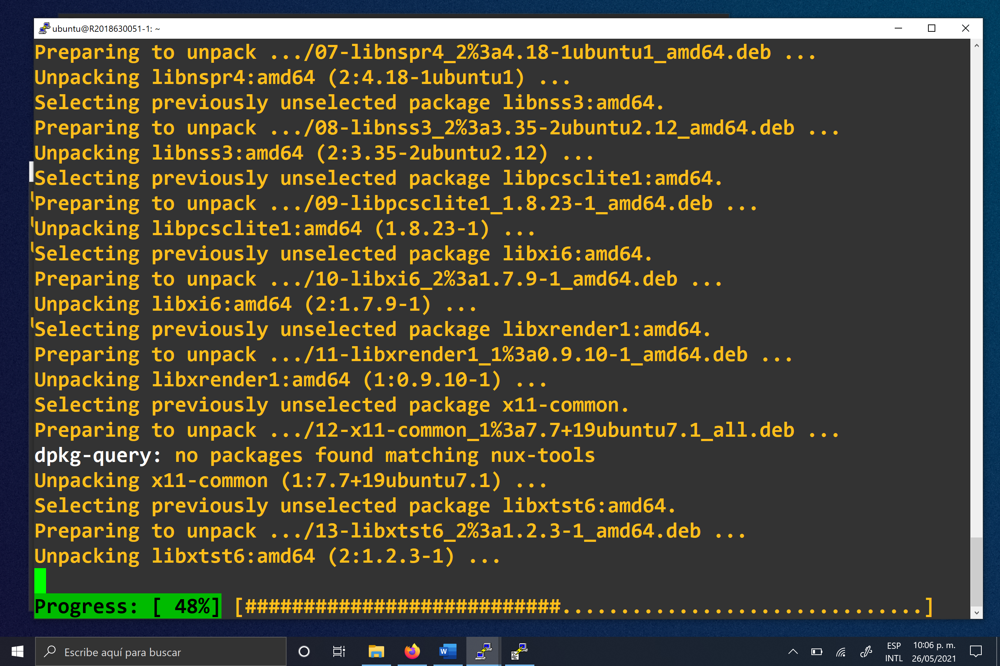 ubuntu@R2018630051-1: ~
Preparing to unpack .../07-libnspr4_2%3a4.18-1ubuntu1_amd64.deb ...
Unpacking libnspr4:amd64 (2:4.18-1ubuntu1) ...
Selecting previously unselected package libnss3:amd64.
Preparing to unpack .../08-libnss3_2%3a3.35-2ubuntu2.12_amd64.deb ...
Unpacking libnss3:amd64 (2:3.35-2ubuntu2.12) ...
Selecting previously unselected package libpcsclite1:amd64.
Preparing to unpack .../09-libpcsclite1_1.8.23-1_amd64.deb ...
Unpacking libpcsclite1:amd64 (1.8.23-1) ...
Selecting previously unselected package libxi6:amd64.
Preparing to unpack .../10-libxi6_2%3a1.7.9-1_amd64.deb ...
Unpacking libxi6:amd64 (2:1.7.9-1) ...
Selecting previously unselected package libxrender1:amd64.
Preparing to unpack .../11-libxrender1_1%3a0.9.10-1_amd64.deb ...
Unpacking libxrender1:amd64 (1:0.9.10-1) ...
Selecting previously unselected package x11-common.
Preparing to unpack .../12-x11-common_1%3a7.7+19ubuntu7.1_all.deb ...
dpkg-query: no packages found matching nux-tools
Unpacking x11-common (1:7.7+19ubuntu7.1) ...
Selecting previously unselected package libxtst6:amd64.
Preparing to unpack .../13-libxtst6_2%3a1.2.3-1_amd64.deb ...
Unpacking libxtst6:amd64 (2:1.2.3-1) ...
Progress: [ 48%] [###########################...............................]
Escribe aquí para buscar
W
ESP
INTL
10:06 p. m.
26/05/2021